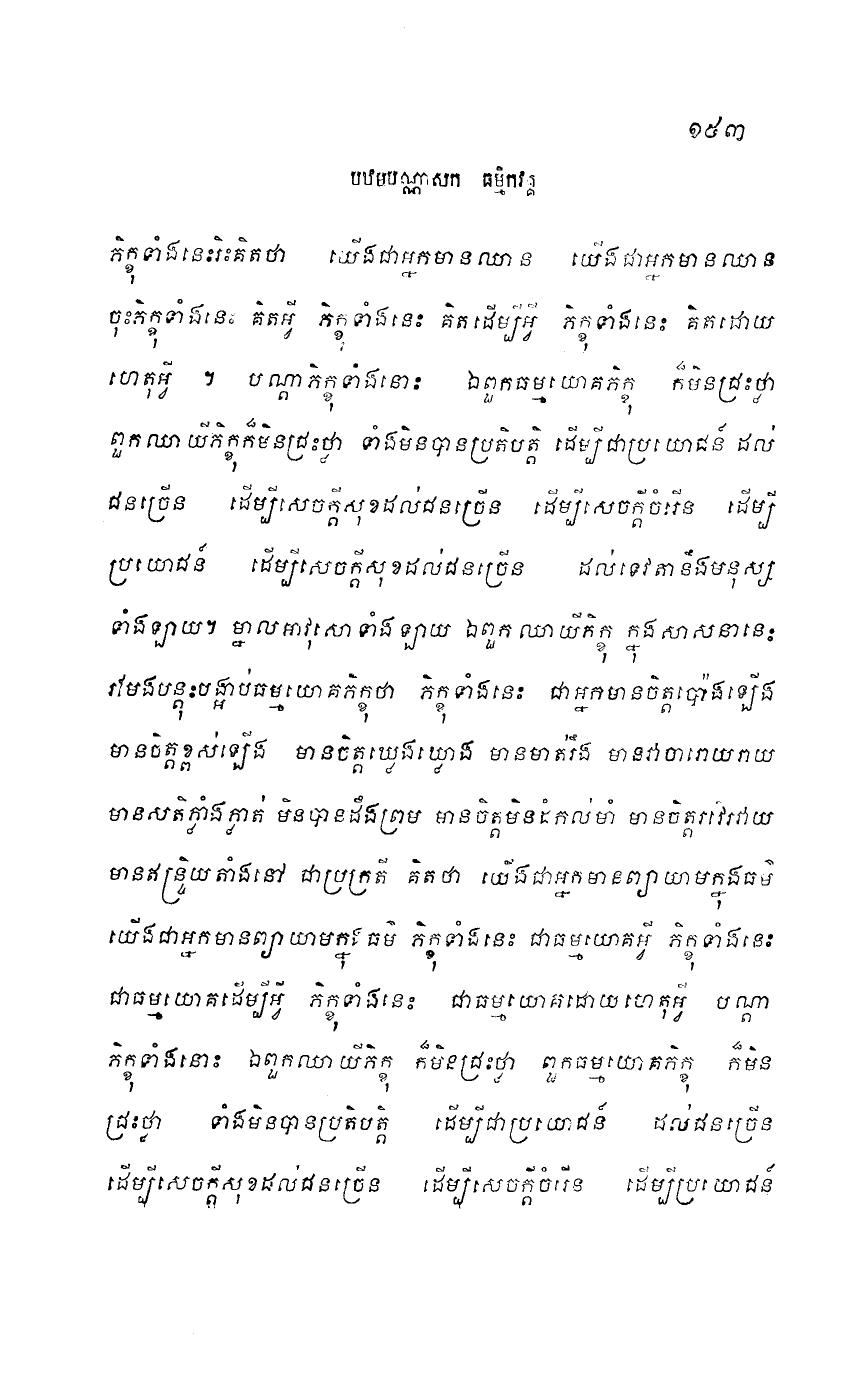 ១៥៣
បឋមបណ្ណាសក ធម្មិកវគ្គ
ភិក្ខុទាំងនេះរិះគិតថា យើងជាអ្នកមានឈាន យើងជាអ្នកមានឈាន
ចុះភិក្ខុទាំងនេះ គិតអ្វី ភិក្ខុទាំងនេះ គិតដើម្បីអ្វី ភិក្ខុទាំងនេះ គិតដោយ
ហេតុអ្វី ។ បណ្តាភិក្ខុទាំងនោះ ឯពួកធម្មយោគភិក្ខុ ក៏មិនជ្រះថ្លា
ពួកឈាយីភិក្ខុក៏មិនជ្រះថ្លា ទាំងមិនបានប្រតិបត្តិ ដើម្បីជាប្រយោជន៍ ដល់
ជនច្រើន ដើម្បីសេចក្តីសុខដល់ជនច្រើន ដើម្បីសេចក្តីចំរើន ដើម្បី
ប្រយោជន៍ ដើម្បីសេចក្តីសុខដល់ជនច្រើន ដល់ទេវតានឹងមនុស្ស
ទាំងឡាយ។ ម្នាលអាវុសោទាំងឡាយ ឯពួកឈាយីភិក្ខុ ក្នុងសាសនានេះ
រមែងបន្តុះបង្អាប់ធម្មយោគភិក្ខុថា ភិក្ខុទាំងនេះ ជាអ្នកមានចិត្តប៉ោងឡើង
មានចិត្តខ្ពស់ឡើង មានចិត្តឃ្វេងឃ្វោង មានមាត់រឹង មានវាចារោយរាយ
មានសតិភ្វាំងភ្វាត់ មិនបានដឹងព្រម មានចិត្តមិនដំកល់មាំ មានចិត្តរវើរវាយ
មានឥន្ទ្រិយតាំងនៅ ជាប្រក្រតី គិតថា យើងជាអ្នកមានព្យាយាមក្នុងធម៌
យើងជាអ្នកមានព្យាយាមក្នុងធម៌ ភិក្ខុទាំងនេះ ជាធម្មយោគអ្វី ភិក្ខុទាំងនេះ
ជាធម្មយោគដើម្បីអ្វី ភិក្ខុទាំងនេះ ជាធម្មយោគដោយហេតុអ្វី បណ្តា
ភិក្ខុទាំងនោះ ឯពួកឈាយីភិក្ខុ ក៏មិនជ្រះថ្លា ពួកធម្មយោគភិក្ខុ ក៏មិន
ជ្រះថ្លា ទាំងមិនបានប្រតិបត្តិ ដើម្បីជាប្រយោជន៍ ដល់ជនច្រើន
ដើម្បីសេចក្តីសុខដល់ជនច្រើន ដើម្បីសេចក្តីចំរើន ដើម្បីប្រយោជន៍